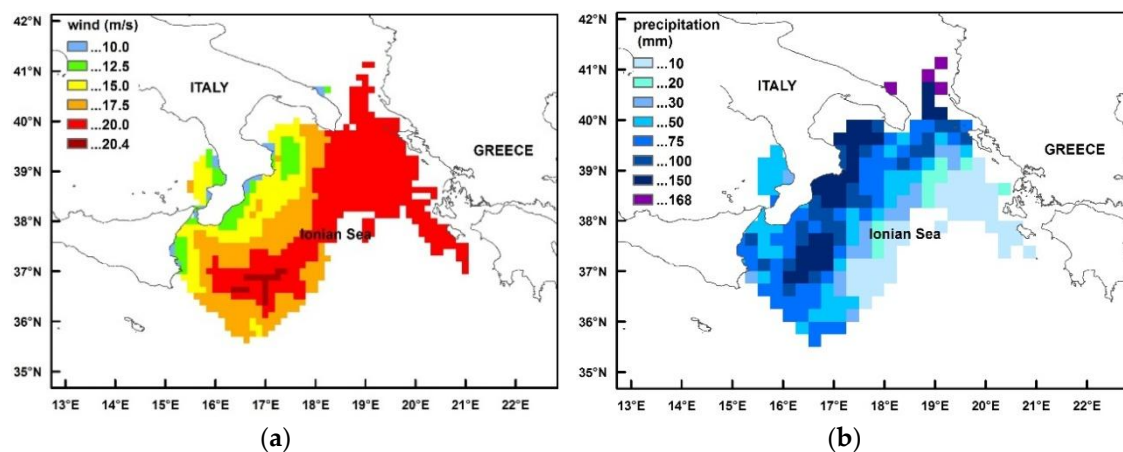 wind (m/s)
...10.0
...12.5
...15.0
...17.5
...20.0
...20.4
ITALY
GREECE
Ionian Sea
42°N
41°N
40°N
39°N
38°N
37°N
36°N
35°N
13°E 14°E 15°E 16°E 17°E 18°E 19°E 20°E 21°E 22°E
(a)
precipitation
(mm)
...10
...20
...30
...50
...75
...100
...150
...168
ITALY
GREECE
Ionian Sea
42°N
41°N
40°N
39°N
38°N
37°N
36°N
35°N
13°E 14°E 15°E 16°E 17°E 18°E 19°E 20°E 21°E 22°E
(b)